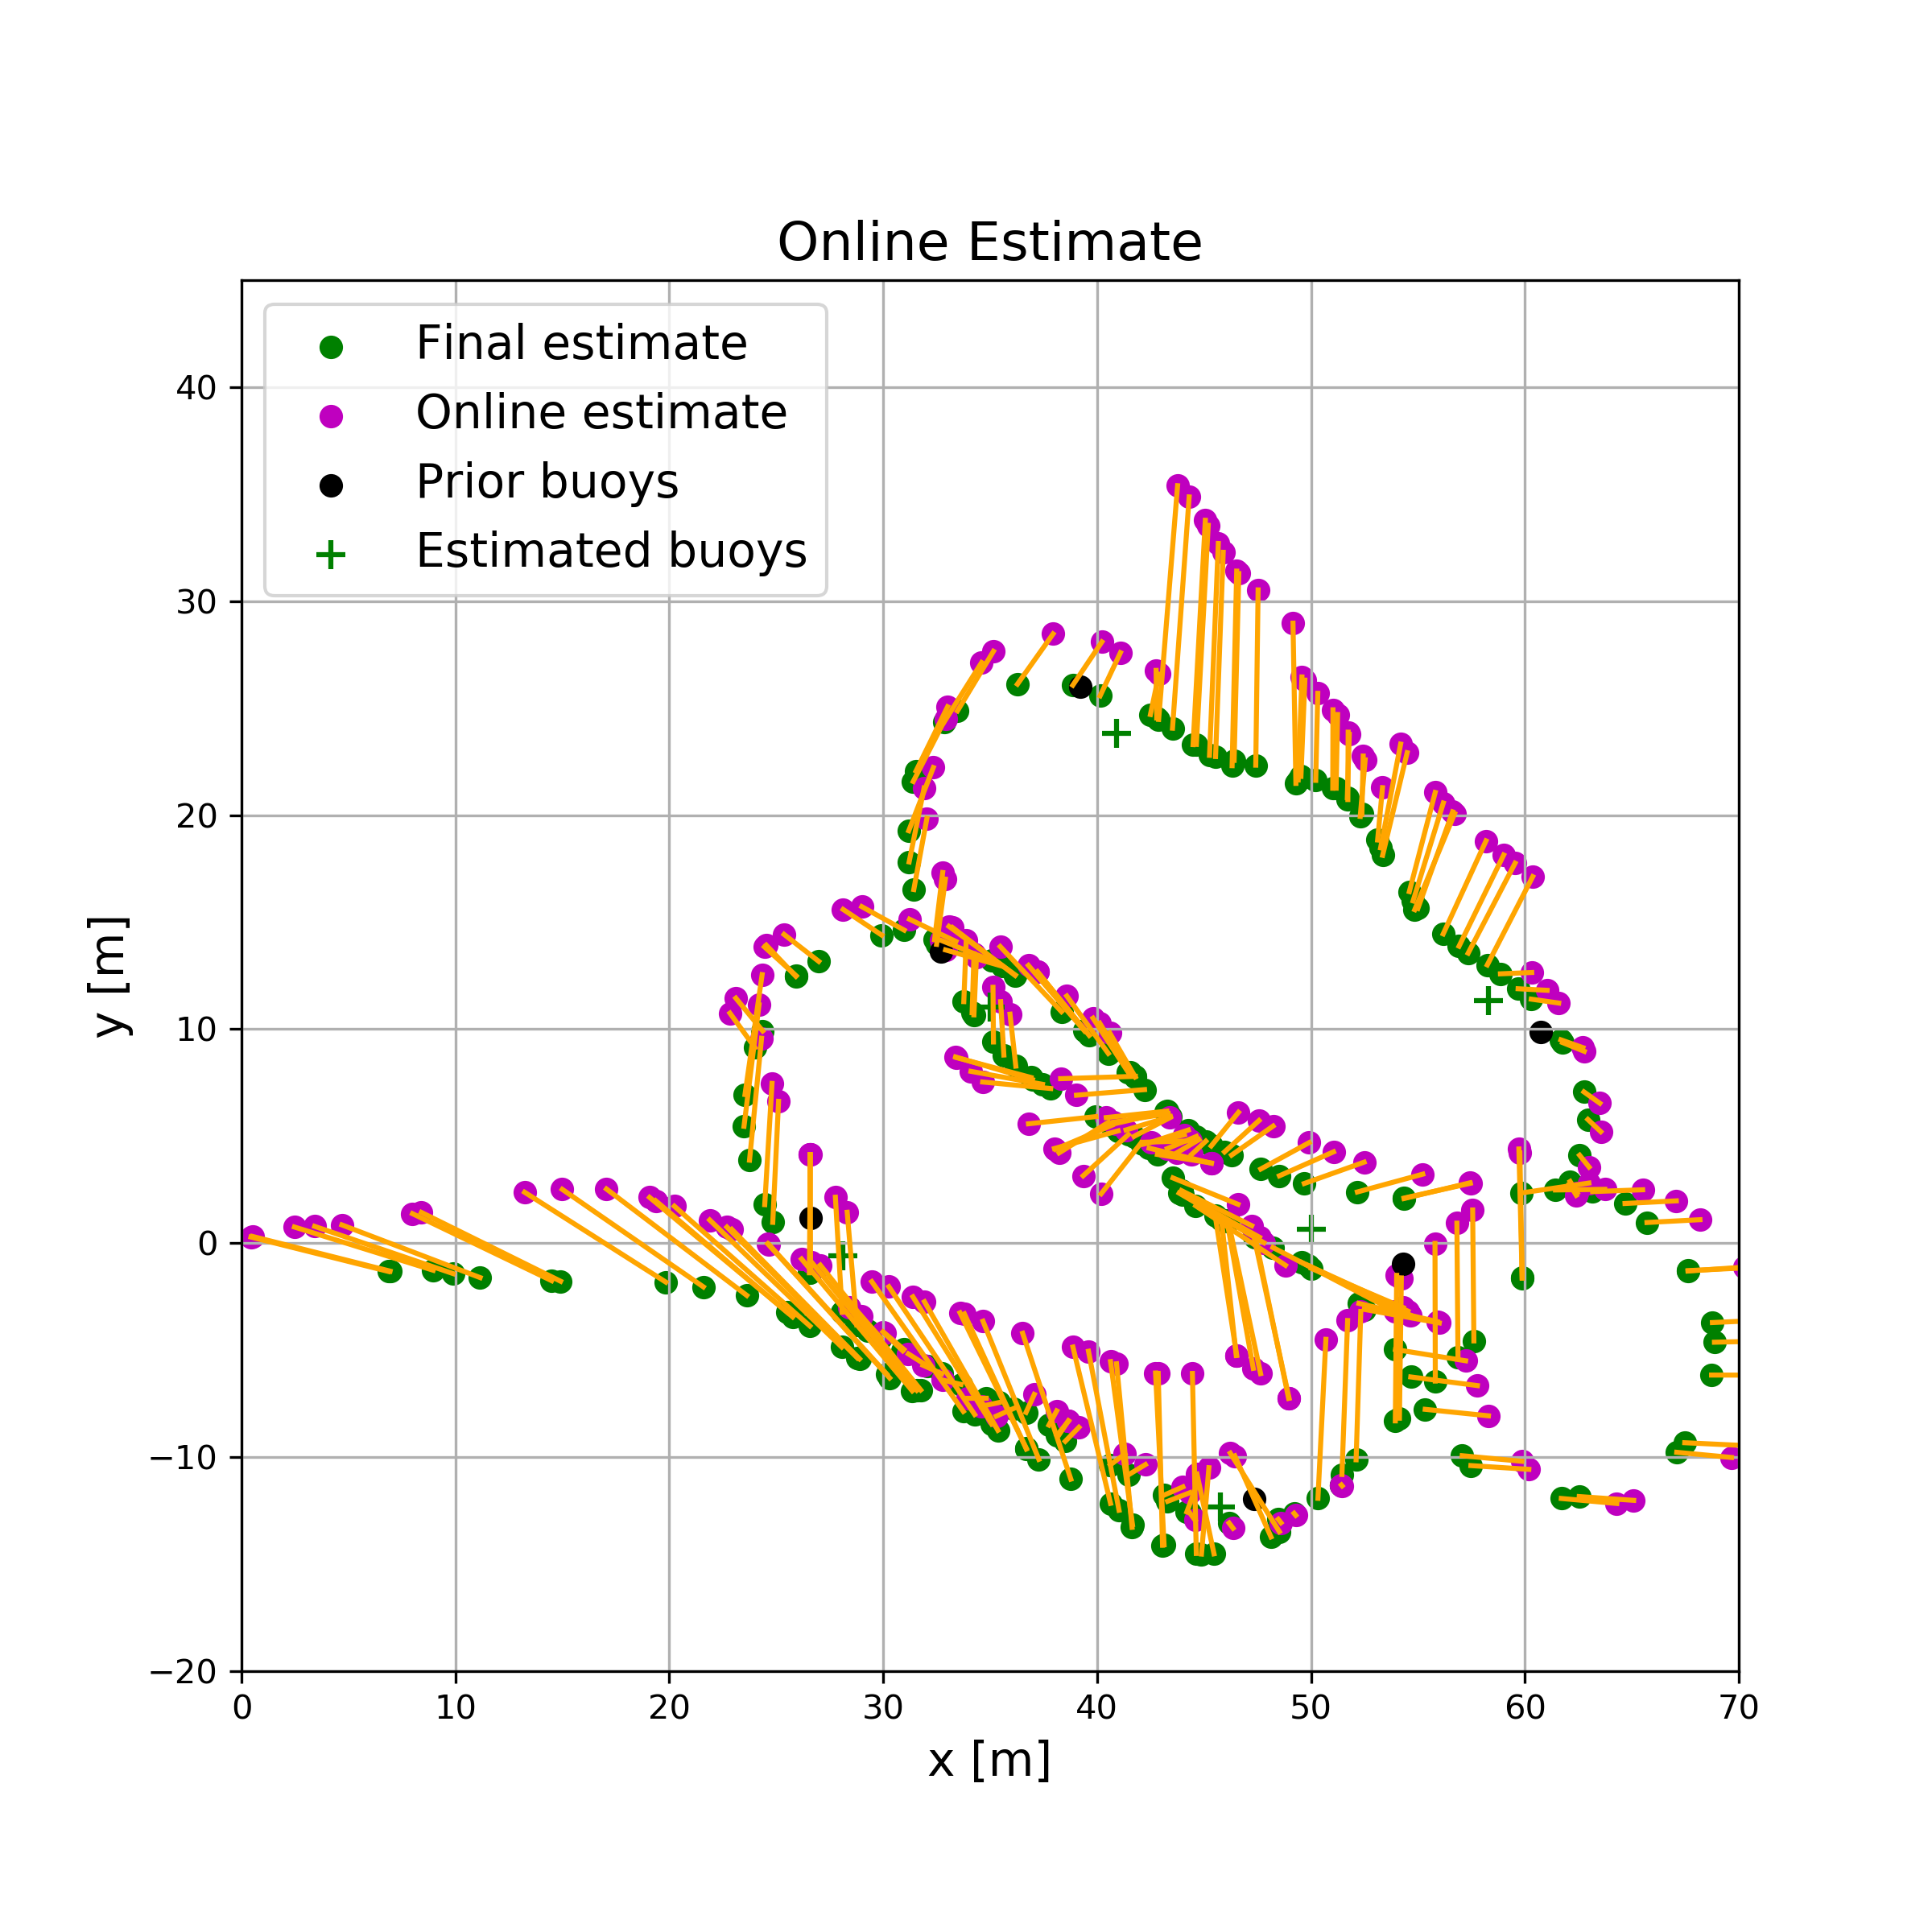 Online Estimate
Final estimate
Online estimate
Prior buoys
Estimated buoys
y [m]
40
30
20
10
0
−10
−20
0 10 20 30 40 50 60 70
x [m]